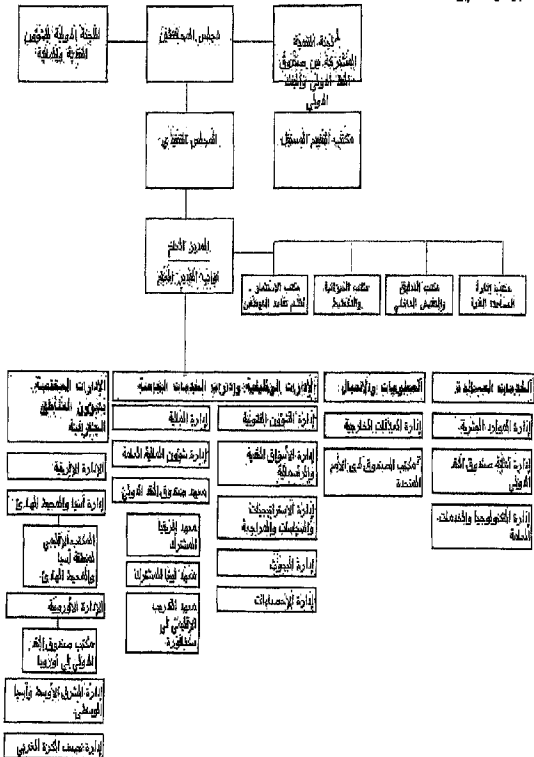 اللجنة الدولية للشؤون
النقدية والمالية
مجلس المحافظين
لجنة التنمية
المشتركة بين صندوق
النقد الدولي والبنك
الدولي
المجلس التنفيذي
مكتب التقييم المستقل
المدير العام
نائب المدير العام
مكتب الاستثمار -
نظام تقاعد الموظفين
مكتب الميزانية
والتخطيط
مكتب التدقيق
والتفتيش الداخلي
مكتب إدارة
المساعدة الفنية
الإدارات المختصة
بشؤون المناطق
الجغرافية
الإدارة الإفريقية
إدارة آسيا والمحيط الهادئ
المكتب الإقليمي
لمنطقة آسيا
والمحيط الهادئ
الإدارة الأوروبية
مكتب صندوق النقد
الدولي في أوروبا
إدارة الشرق الأوسط وآسيا
الوسطى
إدارة نصف الكرة الغربي
الإدارات الوظيفية وإدارات الخدمات الخاصة
إدارة المالية
إدارة شؤون المالية العامة
معهد صندوق النقد الدولي
معهد إفريقيا
المشترك
معهد فيينا المشترك
معهد التدريب
الإقليمي في
سنغافورة
إدارة الشؤون القانونية
إدارة الأسواق النقدية
والرأسمالية
إدارة الاستراتيجيات
والسياسات والمراجعة
إدارة البحوث
إدارة الإحصاءات
المعلومات والاتصال
إدارة العلاقات الخارجية
مكتب الصندوق لدى الأمم
المتحدة
الخدمات المساندة
إدارة الموارد البشرية
إدارة أمانة صندوق النقد
الدولي
إدارة التكنولوجيا والخدمات
العامة